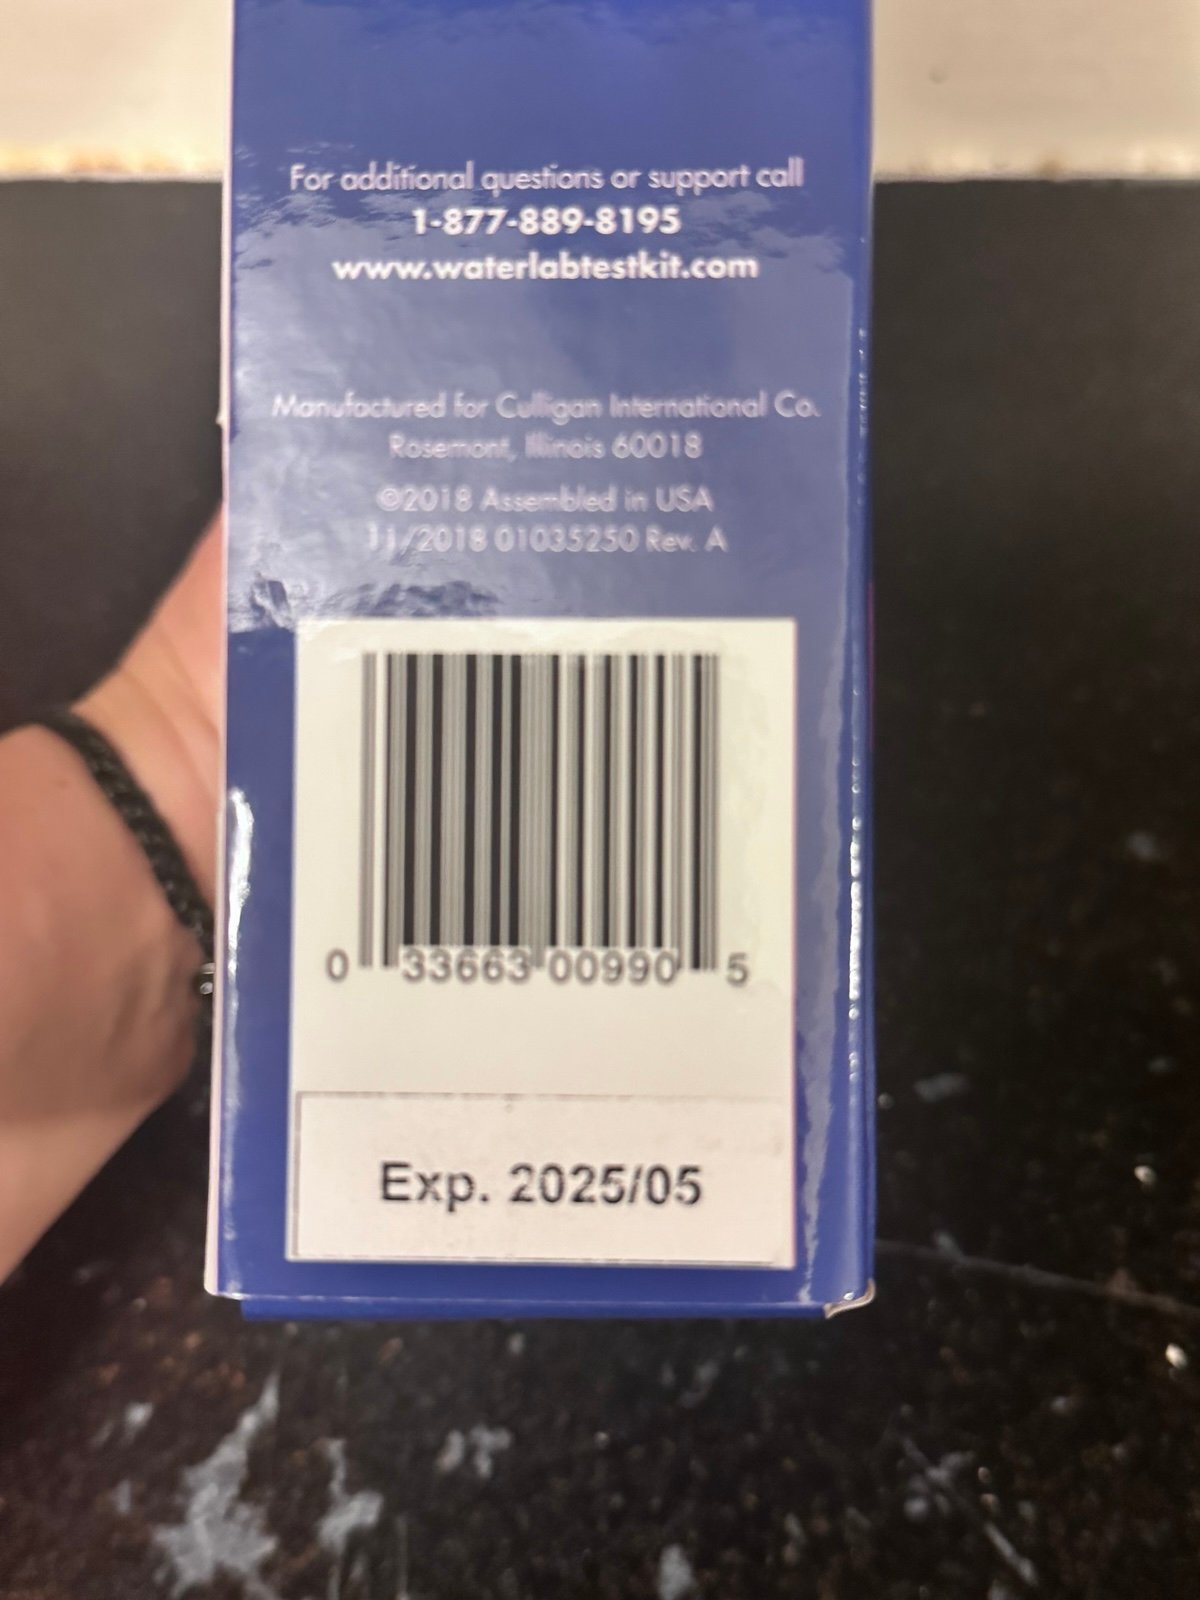 For additional questions or support call
1-877-889-8195
www.waterlabtestkit.com
Manufactured for Culligan International Co.
Rosemont, Illinois 60018
©2018 Assembled in USA
11/2018 01035250 Rev. A
0 33663 00990 5
Exp. 2025/05